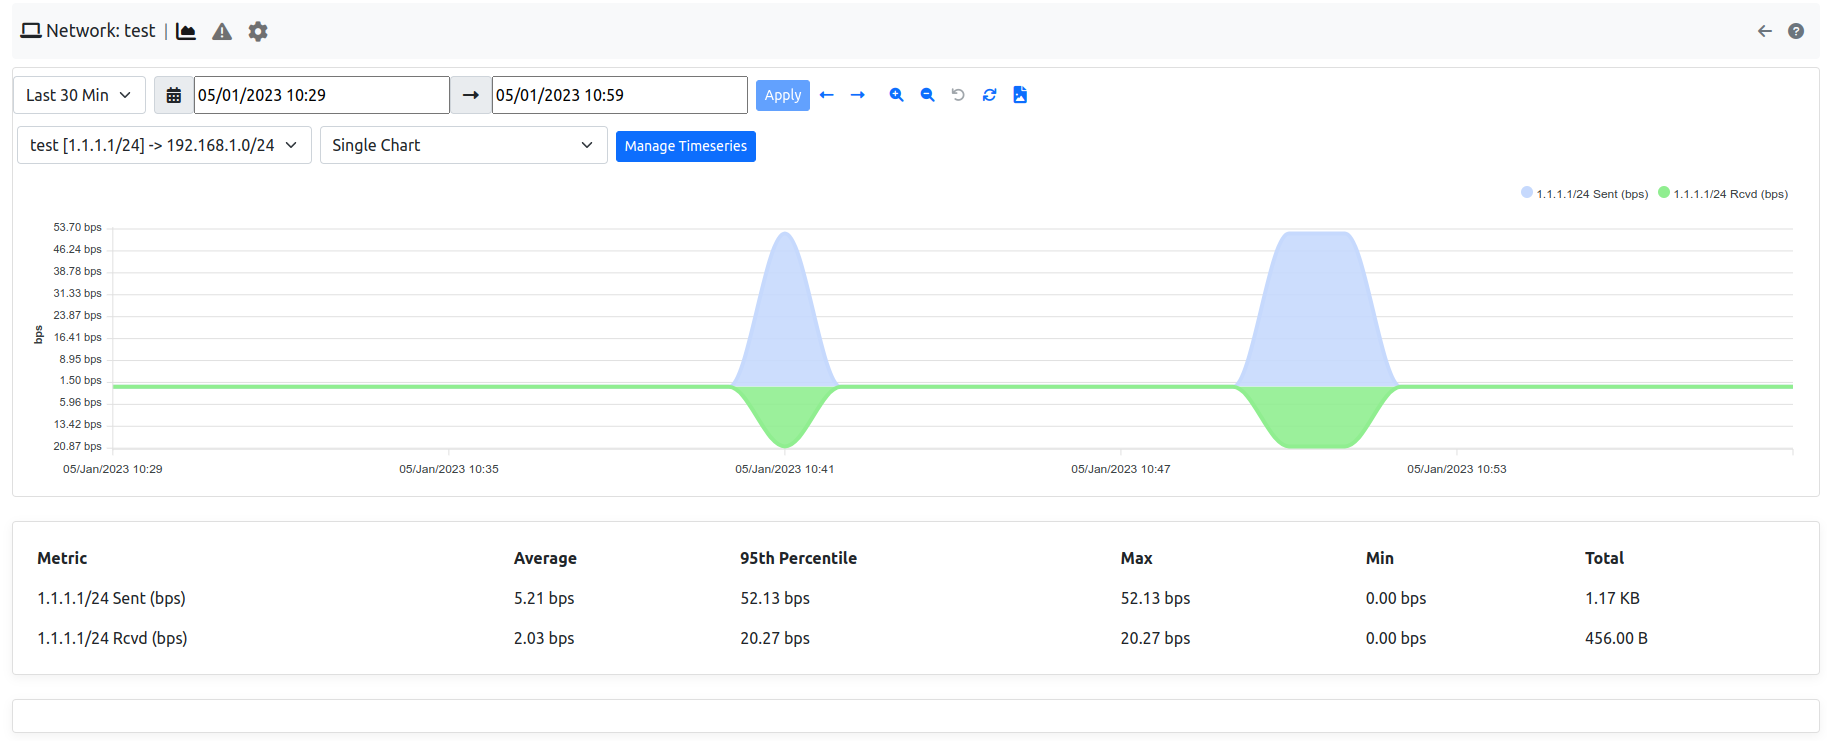 Network: test |
Last 30 Min 05/01/2023 10:29 → 05/01/2023 10:59 Apply
test [1.1.1.1/24] -> 192.168.1.0/24 Single Chart Manage Timeseries
1.1.1.1/24 Sent (bps) 1.1.1.1/24 Rcvd (bps)
bps
53.70 bps
46.24 bps
38.78 bps
31.33 bps
23.87 bps
16.41 bps
8.95 bps
1.50 bps
5.96 bps
13.42 bps
20.87 bps
05/Jan/2023 10:29 05/Jan/2023 10:35 05/Jan/2023 10:41 05/Jan/2023 10:47 05/Jan/2023 10:53
Metric Average 95th Percentile Max Min Total
1.1.1.1/24 Sent (bps) 5.21 bps 52.13 bps 52.13 bps 0.00 bps 1.17 KB
1.1.1.1/24 Rcvd (bps) 2.03 bps 20.27 bps 20.27 bps 0.00 bps 456.00 B